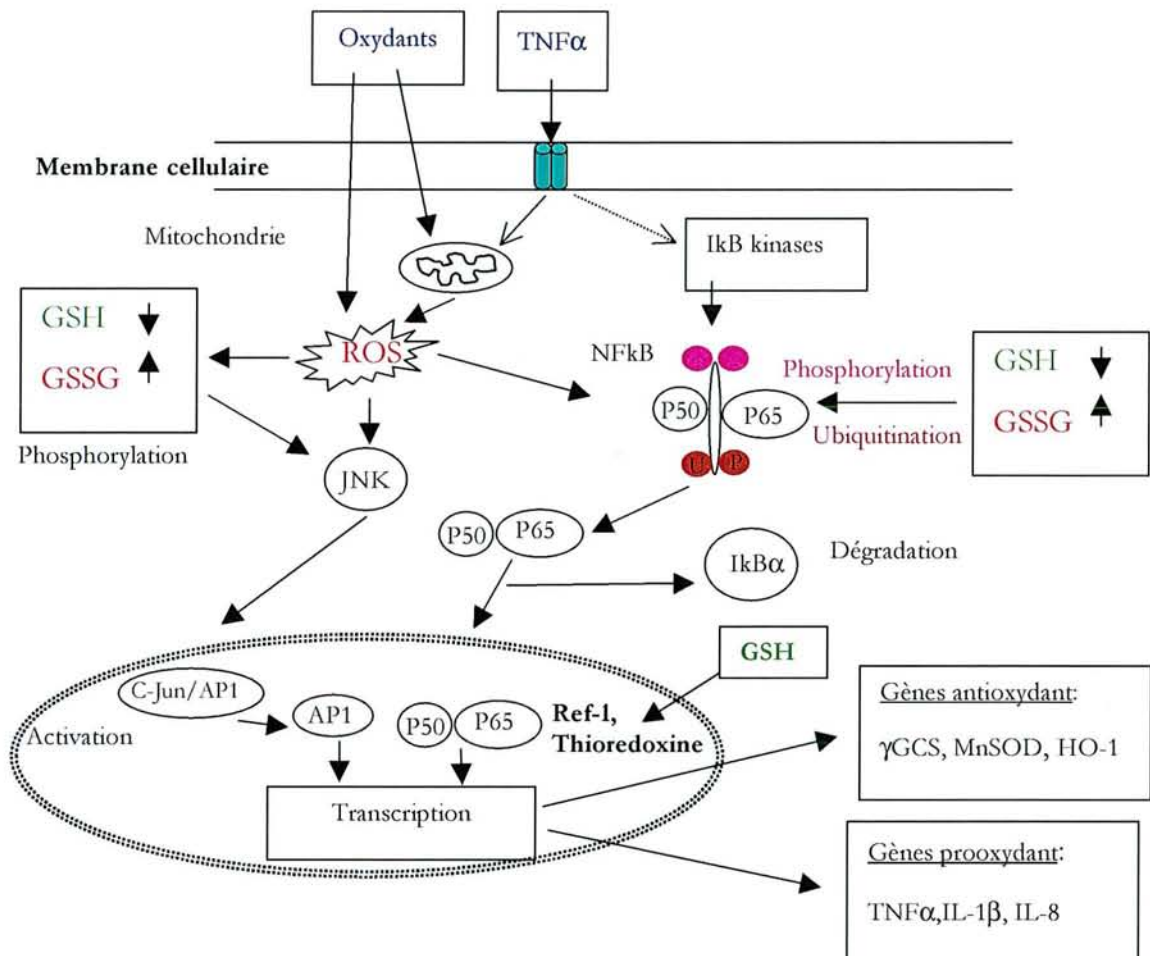 Oxydants
TNFα
Membrane cellulaire
Mitochondrie
IkB kinases
GSH
GSSG
Phosphorylation
ROS
NFkB
P50
P65
U
P
Phosphorylation
Ubiquitination
GSH
GSSG
JNK
P50
P65
IkBα
Dégradation
GSH
C-Jun/AP1
Activation
AP1
P50
P65
Ref-1,
Thioredoxine
Transcription
Gènes antioxydant:
γGCS, MnSOD, HO-1
Gènes prooxydant:
TNFα,IL-1β, IL-8